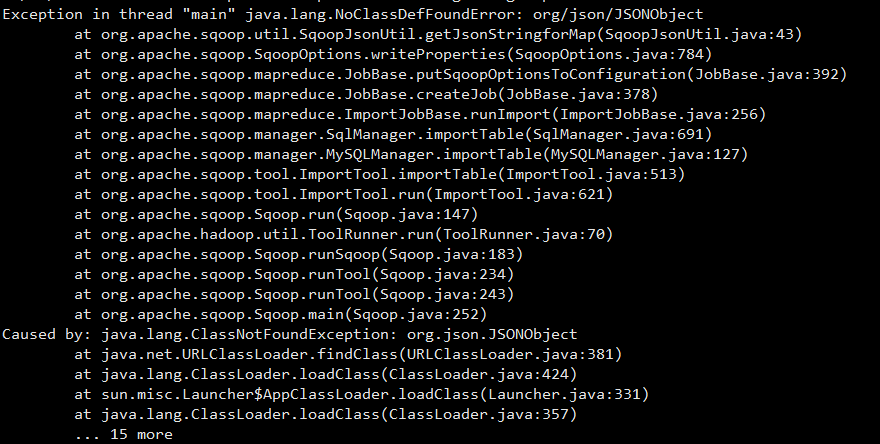 Exception in thread "main" java.lang.NoClassDefFoundError: org/json/JSONObject
        at org.apache.sqoop.util.SqoopJsonUtil.getJsonStringforMap(SqoopJsonUtil.java:43)
        at org.apache.sqoop.SqoopOptions.writeProperties(SqoopOptions.java:784)
        at org.apache.sqoop.mapreduce.JobBase.putSqoopOptionsToConfiguration(JobBase.java:392)
        at org.apache.sqoop.mapreduce.JobBase.createJob(JobBase.java:378)
        at org.apache.sqoop.mapreduce.ImportJobBase.runImport(ImportJobBase.java:256)
        at org.apache.sqoop.manager.SqlManager.importTable(SqlManager.java:691)
        at org.apache.sqoop.manager.MySQLManager.importTable(MySQLManager.java:127)
        at org.apache.sqoop.tool.ImportTool.importTable(ImportTool.java:513)
        at org.apache.sqoop.tool.ImportTool.run(ImportTool.java:621)
        at org.apache.sqoop.Sqoop.run(Sqoop.java:147)
        at org.apache.hadoop.util.ToolRunner.run(ToolRunner.java:70)
        at org.apache.sqoop.Sqoop.runSqoop(Sqoop.java:183)
        at org.apache.sqoop.Sqoop.runTool(Sqoop.java:234)
        at org.apache.sqoop.Sqoop.runTool(Sqoop.java:243)
        at org.apache.sqoop.Sqoop.main(Sqoop.java:252)
Caused by: java.lang.ClassNotFoundException: org.json.JSONObject
        at java.net.URLClassLoader.findClass(URLClassLoader.java:381)
        at java.lang.ClassLoader.loadClass(ClassLoader.java:424)
        at sun.misc.Launcher$AppClassLoader.loadClass(Launcher.java:331)
        at java.lang.ClassLoader.loadClass(ClassLoader.java:357)
        ... 15 more